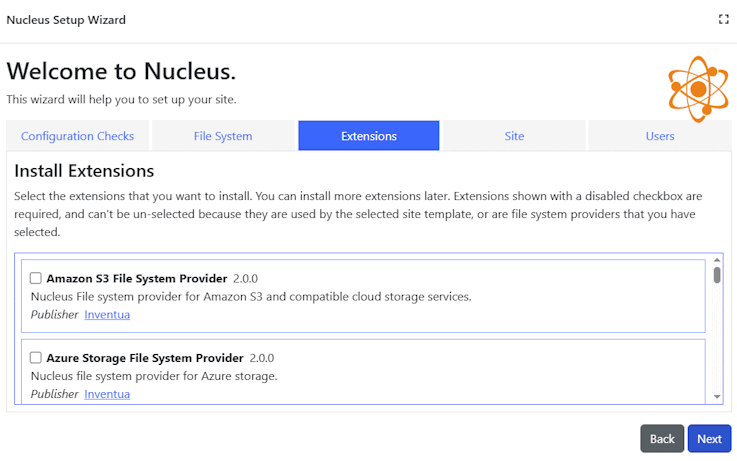 Nucleus Setup Wizard
Welcome to Nucleus.
This wizard will help you to set up your site.
Configuration Checks
File System
Extensions
Site
Users
Install Extensions
Select the extensions that you want to install. You can install more extensions later. Extensions shown with a disabled checkbox are
required, and can't be un-selected because they are used by the selected site template, or are file system providers that you have
selected.
Amazon S3 File System Provider 2.0.0
Nucleus File system provider for Amazon S3 and compatible cloud storage services.
Publisher Inventua
Azure Storage File System Provider 2.0.0
Nucleus file system provider for Azure storage.
Publisher Inventua
Back
Next